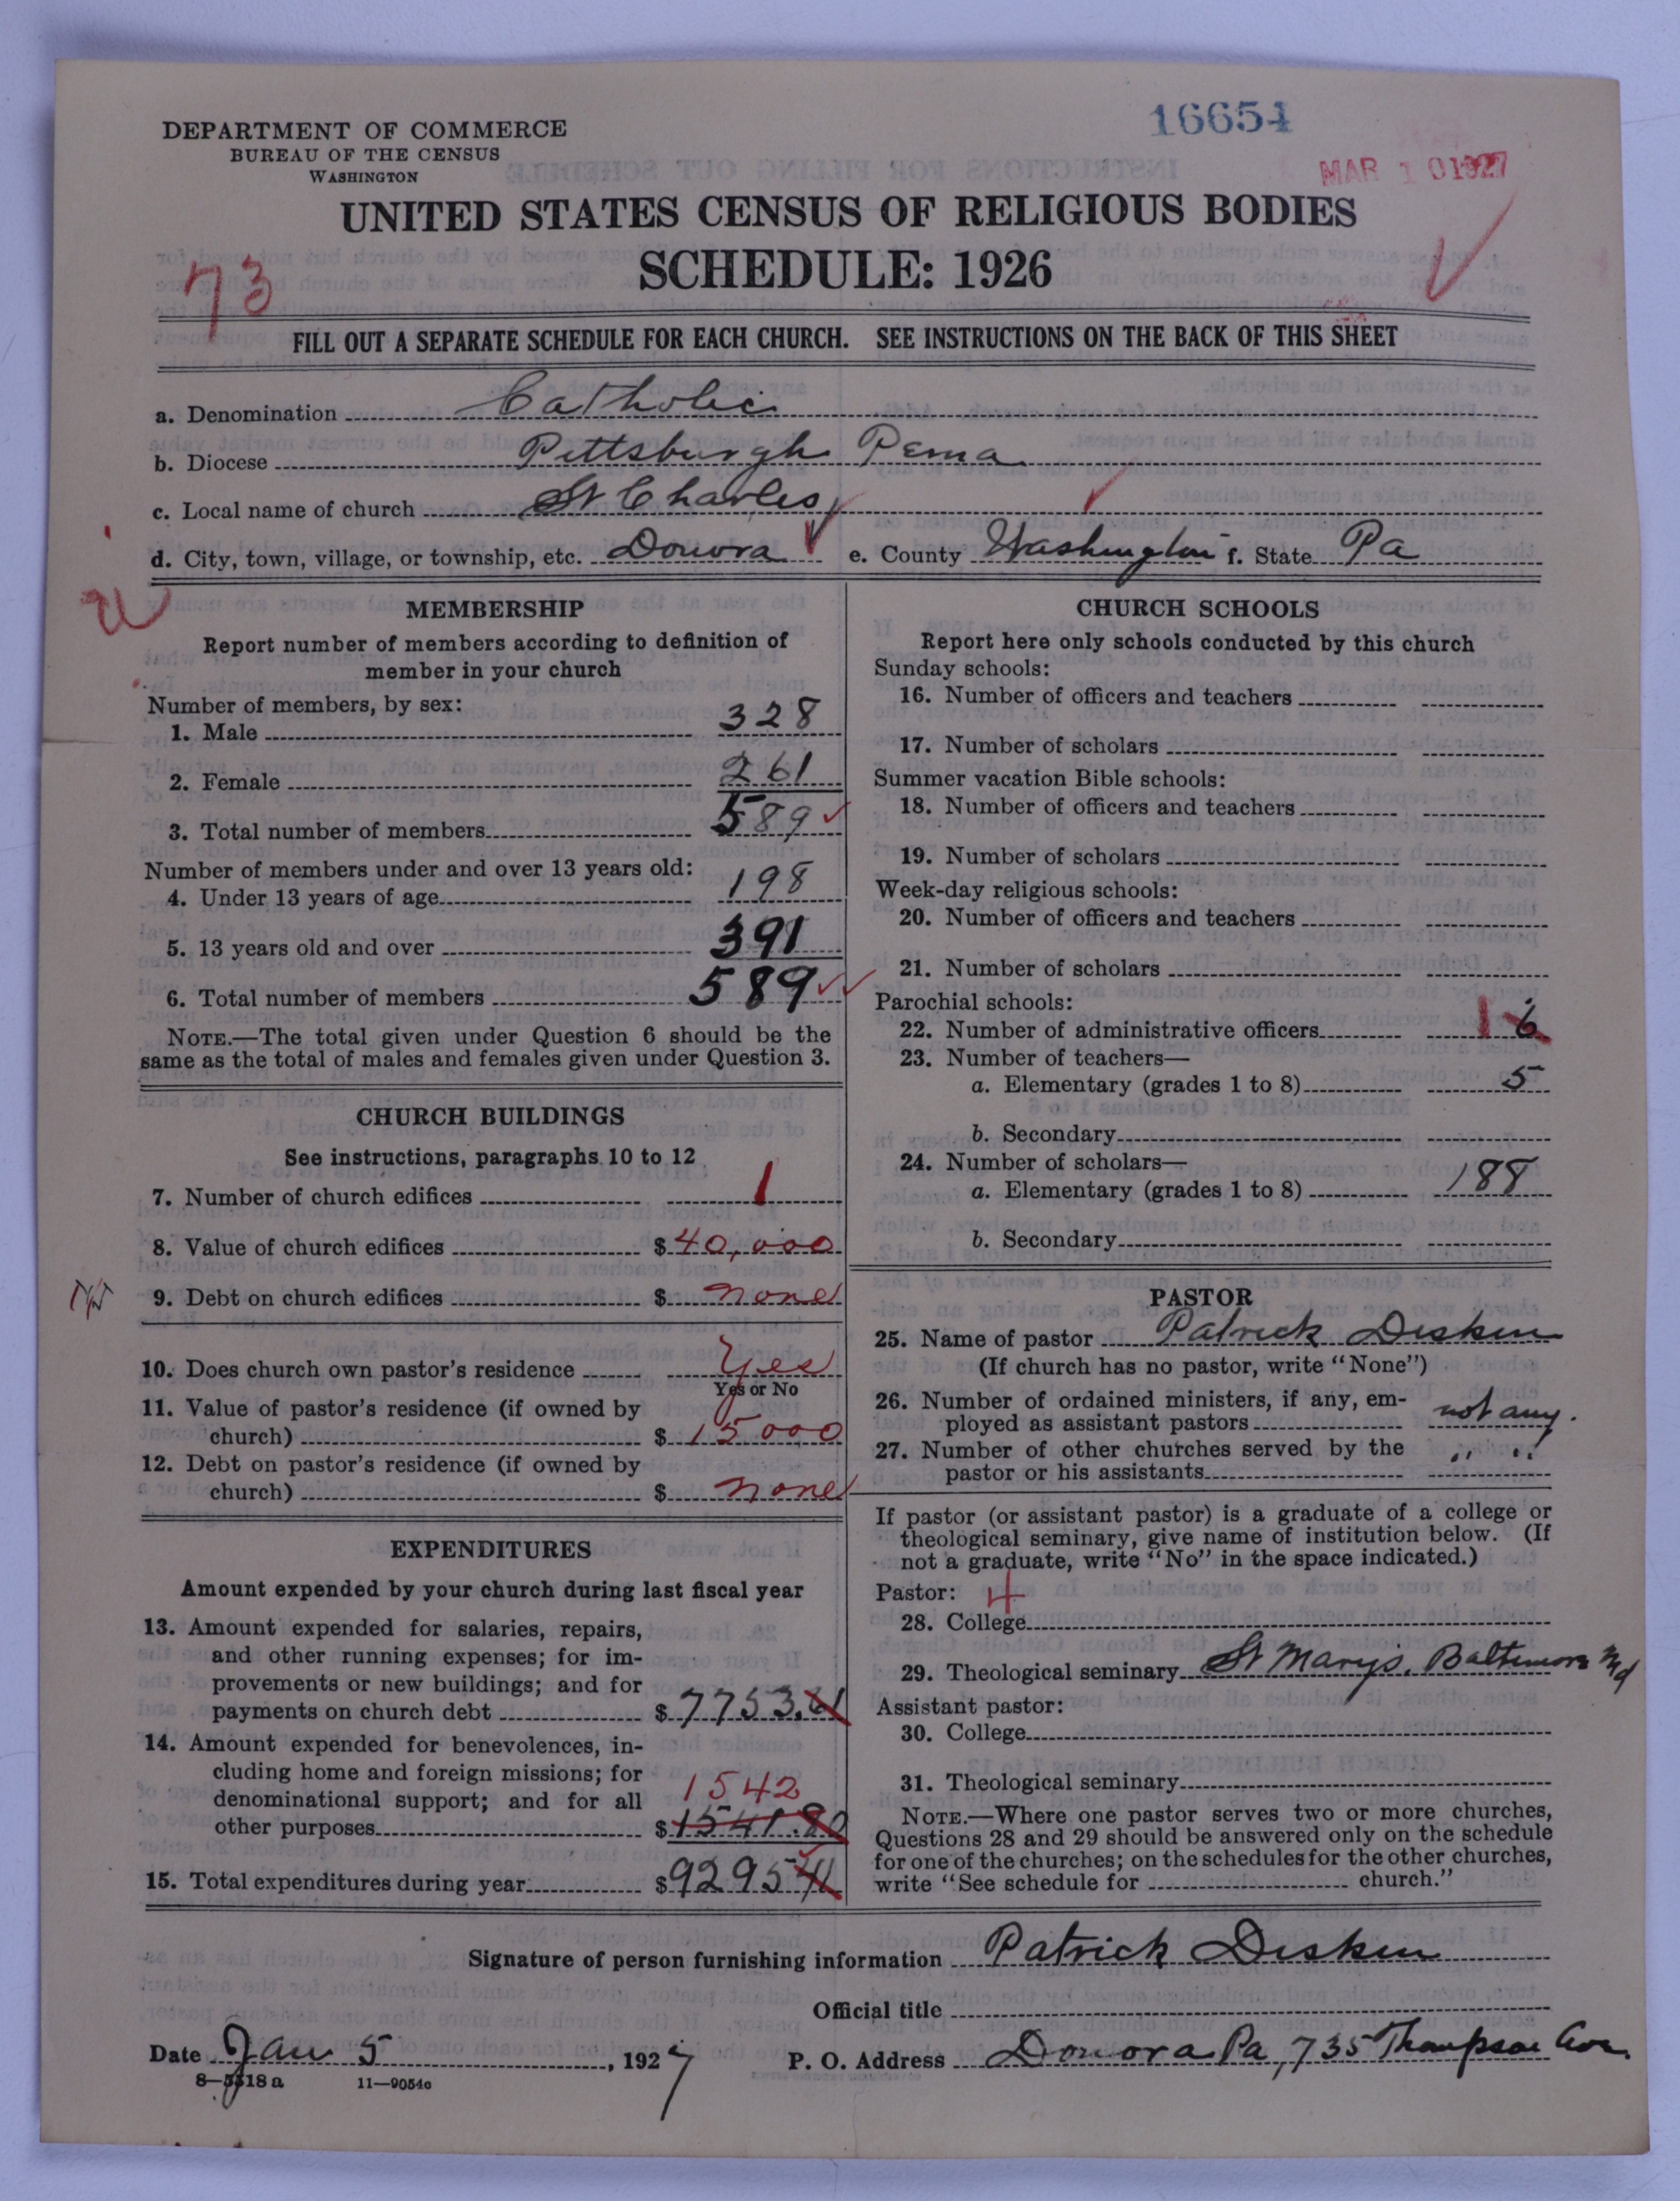 16654
DEPARTMENT OF COMMERCE
BUREAU OF THE CENSUS
WASHINGTON
MAR 10 1927
UNITED STATES CENSUS OF RELIGIOUS BODIES
SCHEDULE: 1926
73
FILL OUT A SEPARATE SCHEDULE FOR EACH CHURCH. SEE INSTRUCTIONS ON THE BACK OF THIS SHEET
a. Denomination Catholic
b. Diocese Pittsburgh Penna
c. Local name of church St Charles
d. City, town, village, or township, etc. Donora e. County Washington f. State Pa
MEMBERSHIP
Report number of members according to definition of
member in your church
Number of members, by sex:
1. Male 328
2. Female 261
3. Total number of members 589
Number of members under and over 13 years old:
4. Under 13 years of age 198
5. 13 years old and over 391
6. Total number of members 589
NOTE.—The total given under Question 6 should be the
same as the total of males and females given under Question 3.
CHURCH BUILDINGS
See instructions, paragraphs 10 to 12
7. Number of church edifices 1
8. Value of church edifices $40,000
9. Debt on church edifices $ none
10. Does church own pastor's residence Yes
Yes or No
11. Value of pastor's residence (if owned by
church) $ 15000
12. Debt on pastor's residence (if owned by
church) $ none
EXPENDITURES
Amount expended by your church during last fiscal year
13. Amount expended for salaries, repairs,
and other running expenses; for im-
provements or new buildings; and for
payments on church debt $7753.61
14. Amount expended for benevolences, in-
cluding home and foreign missions; for
denominational support; and for all
1542
other purposes $1541.80
15. Total expenditures during year $9295 41
CHURCH SCHOOLS
Report here only schools conducted by this church
Sunday schools:
16. Number of officers and teachers
17. Number of scholars
Summer vacation Bible schools:
18. Number of officers and teachers
19. Number of scholars
Week-day religious schools:
20. Number of officers and teachers
21. Number of scholars
Parochial schools:
22. Number of administrative officers 1 6
23. Number of teachers—
a. Elementary (grades 1 to 8) 5
b. Secondary
24. Number of scholars—
a. Elementary (grades 1 to 8) 188
b. Secondary
PASTOR
25. Name of pastor Patrick Diskin
(If church has no pastor, write "None")
26. Number of ordained ministers, if any, em-
ployed as assistant pastors not any.
27. Number of other churches served by the " "
pastor or his assistants
If pastor (or assistant pastor) is a graduate of a college or
theological seminary, give name of institution below. (If
not a graduate, write "No" in the space indicated.)
Pastor: 4
28. College
29. Theological seminary St Marys. Baltimore Md
Assistant pastor:
30. College
31. Theological seminary
NOTE.—Where one pastor serves two or more churches,
Questions 28 and 29 should be answered only on the schedule
for one of the churches; on the schedules for the other churches,
write "See schedule for church."
Signature of person furnishing information Patrick Diskin
Official title
Date Jan 5, 1927 P. O. Address Donora Pa, 735 Thompson Ave.
8—5518a 11—9054c